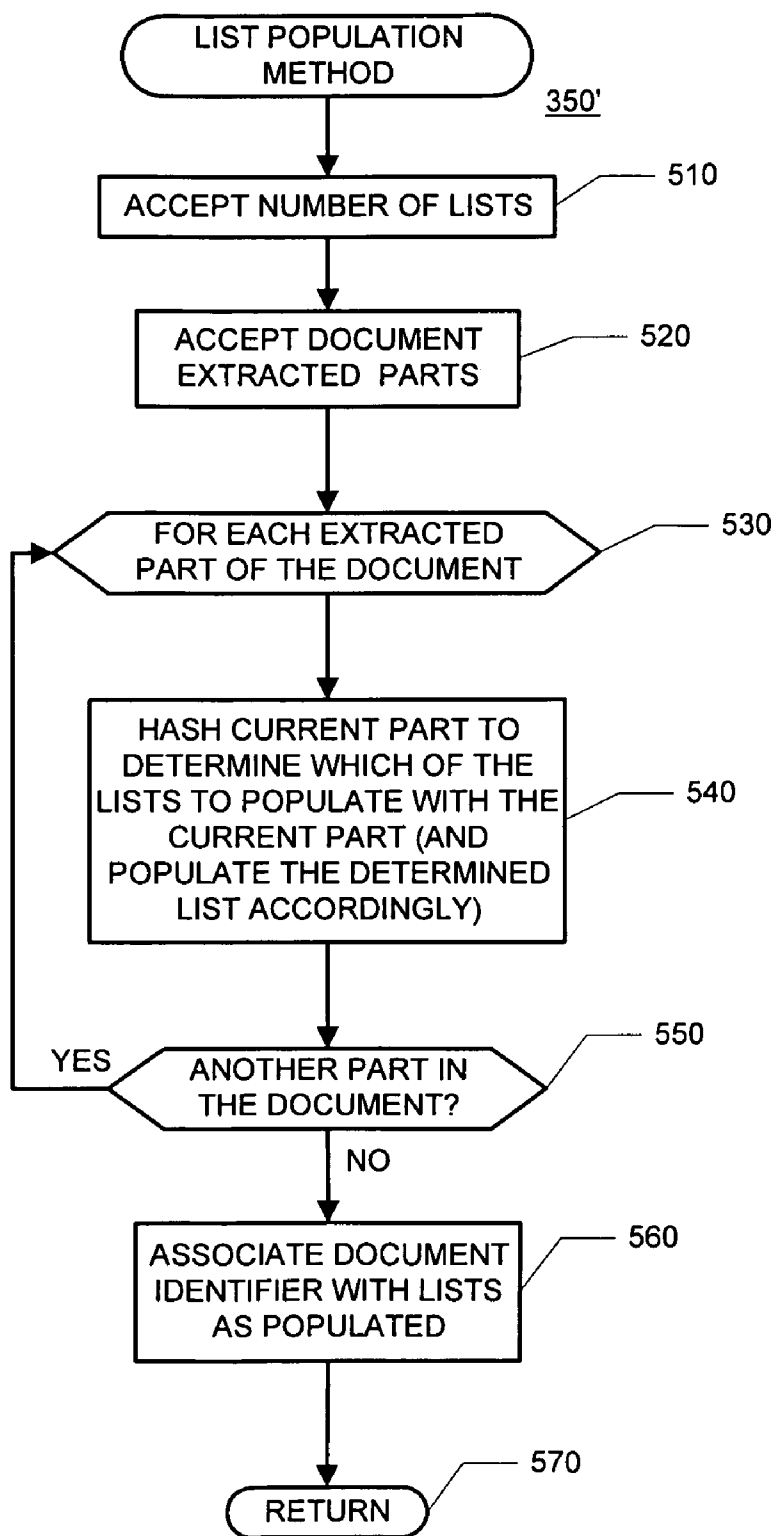 LIST POPULATION
METHOD
350'
ACCEPT NUMBER OF LISTS
510
ACCEPT DOCUMENT
EXTRACTED PARTS
520
FOR EACH EXTRACTED
PART OF THE DOCUMENT
530
HASH CURRENT PART TO
DETERMINE WHICH OF THE
LISTS TO POPULATE WITH THE
CURRENT PART (AND
POPULATE THE DETERMINED
LIST ACCORDINGLY)
540
YES
ANOTHER PART IN
THE DOCUMENT?
550
NO
ASSOCIATE DOCUMENT
IDENTIFIER WITH LISTS
AS POPULATED
560
RETURN
570